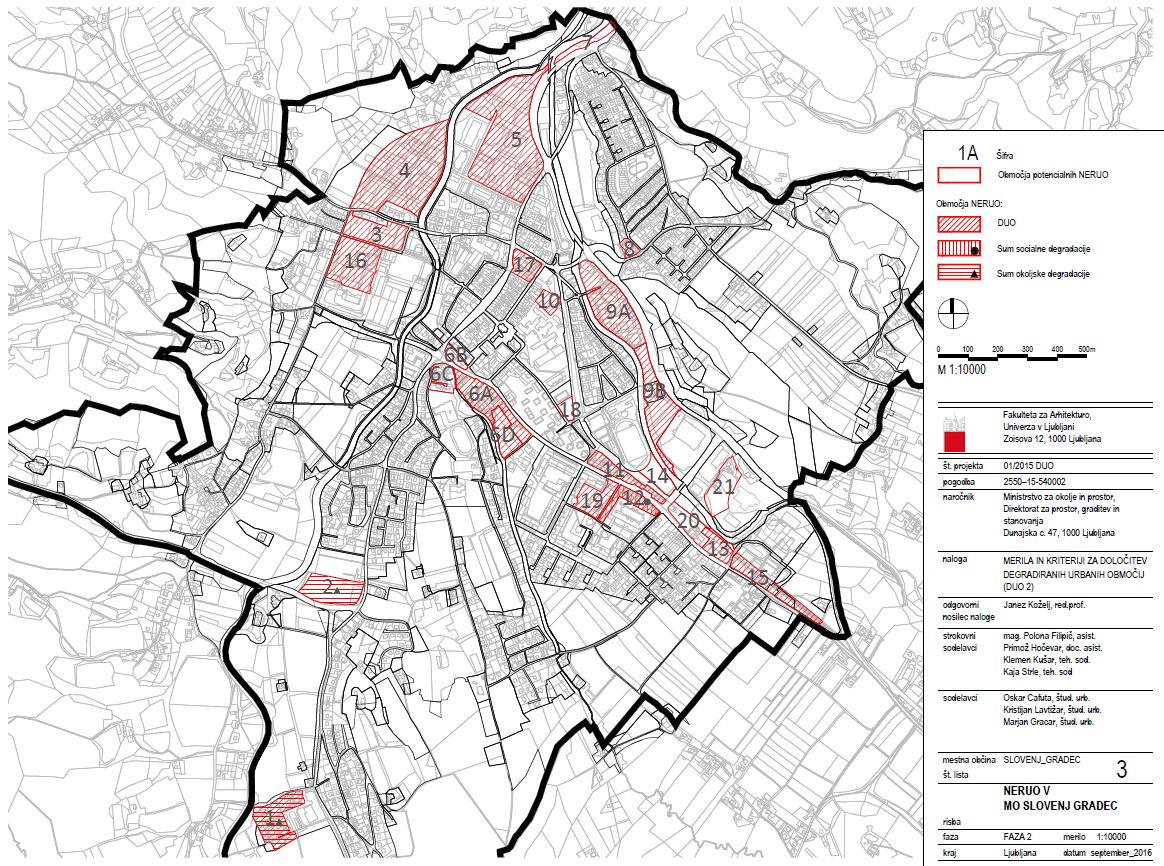 7
5
4
3
16
8
17
10
9A
6B
6C
6A
9B
18
6D
11
14
21
19
12
20
13
15
2
1
1A Šifra
Območja potencialnih NERUO
Območja NERUO:
DUO
Sum socialne degradacije
Sum okoljske degradacije
0 100 200 300 400 500m
M 1:10000
Fakulteta za Arhitekturo,
Univerza v Ljubljani
Zoisova 12, 1000 Ljubljana
št. projekta 01/2015 DUO
pogodba 2550–15-540002
naročnik Ministrstvo za okolje in prostor,
Direktorat za prostor, graditev in
stanovanja
Dunajska c. 47, 1000 Ljubljana
naloga MERILA IN KRITERIJI ZA DOLOČITEV
DEGRADIRANIH URBANIH OBMOČIJ
(DUO 2)
odgovorni Janez Koželj, red.prof.
nosilec naloge
strokovni mag. Polona Filipič, asist.
sodelavci Primož Hočevar, doc. asist.
Klemen Kušar, teh. sod.
Kaja Strle, teh. sod
sodelavci Oskar Cafuta, štud. urb.
Kristijan Lavtižar, štud. urb.
Marjan Gracar, štud. urb.
mestna občina SLOVENJ_GRADEC
št. lista 3
NERUO V
MO SLOVENJ GRADEC
risba
faza FAZA 2 merilo 1:10000
kraj Ljubljana datum september_2016